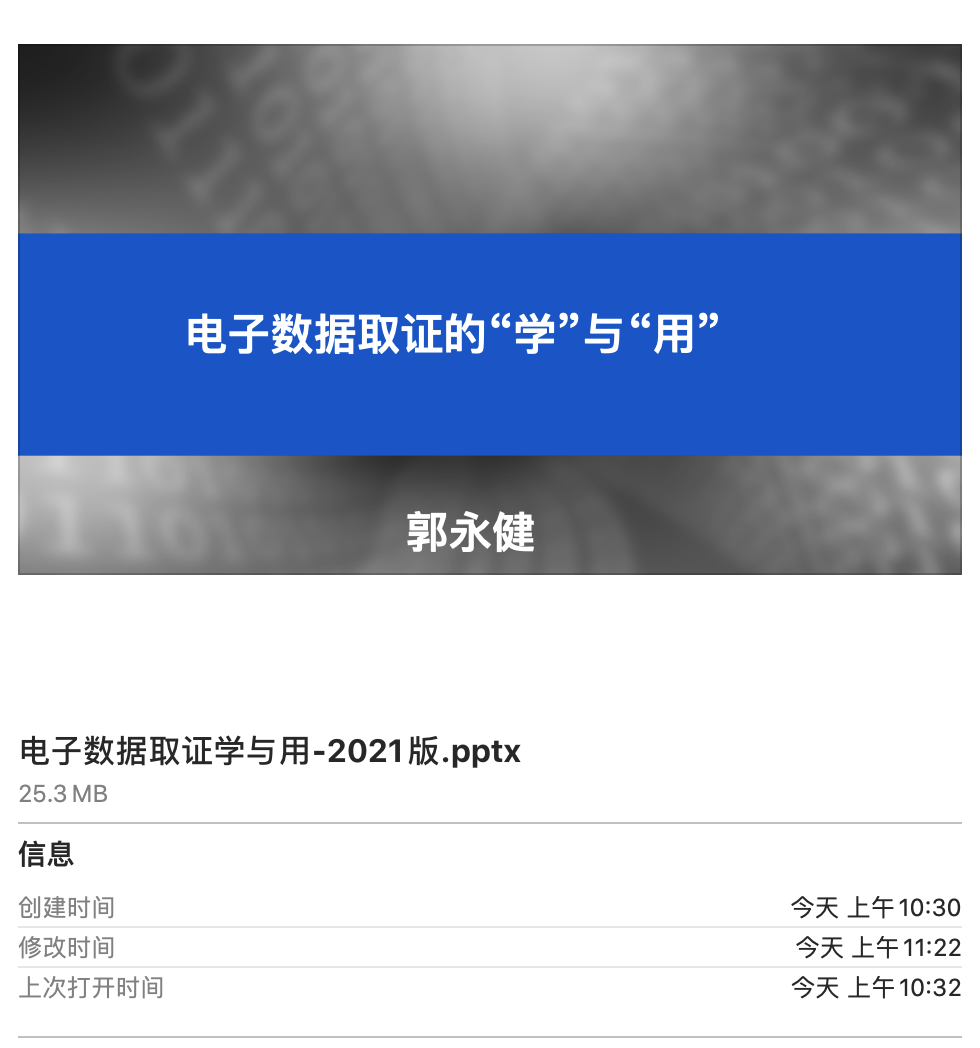 电子数据取证的“学”与“用”
郭永健
电子数据取证学与用-2021版.pptx
25.3 MB
信息
创建时间 今天 上午10:30
修改时间 今天 上午11:22
上次打开时间 今天 上午10:32